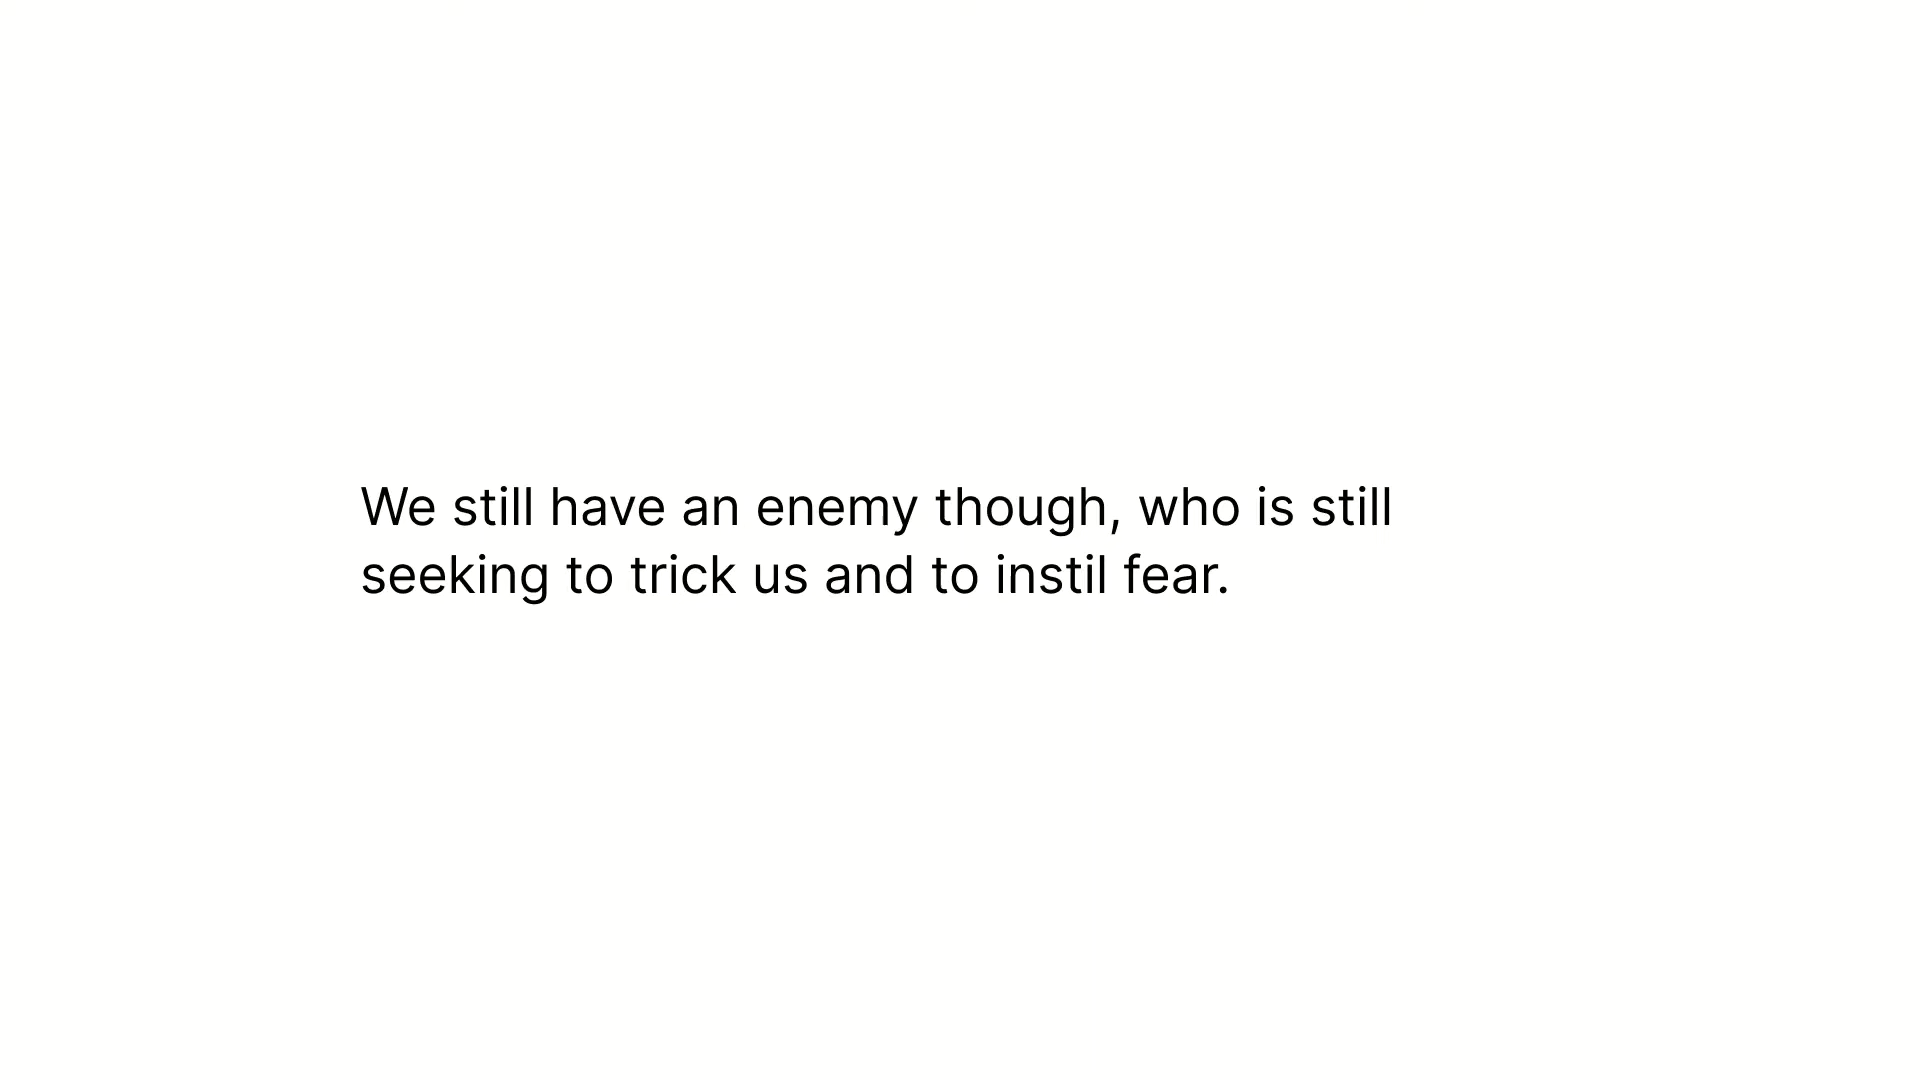 We still have an enemy though, who is still
seeking to trick us and to instil fear.